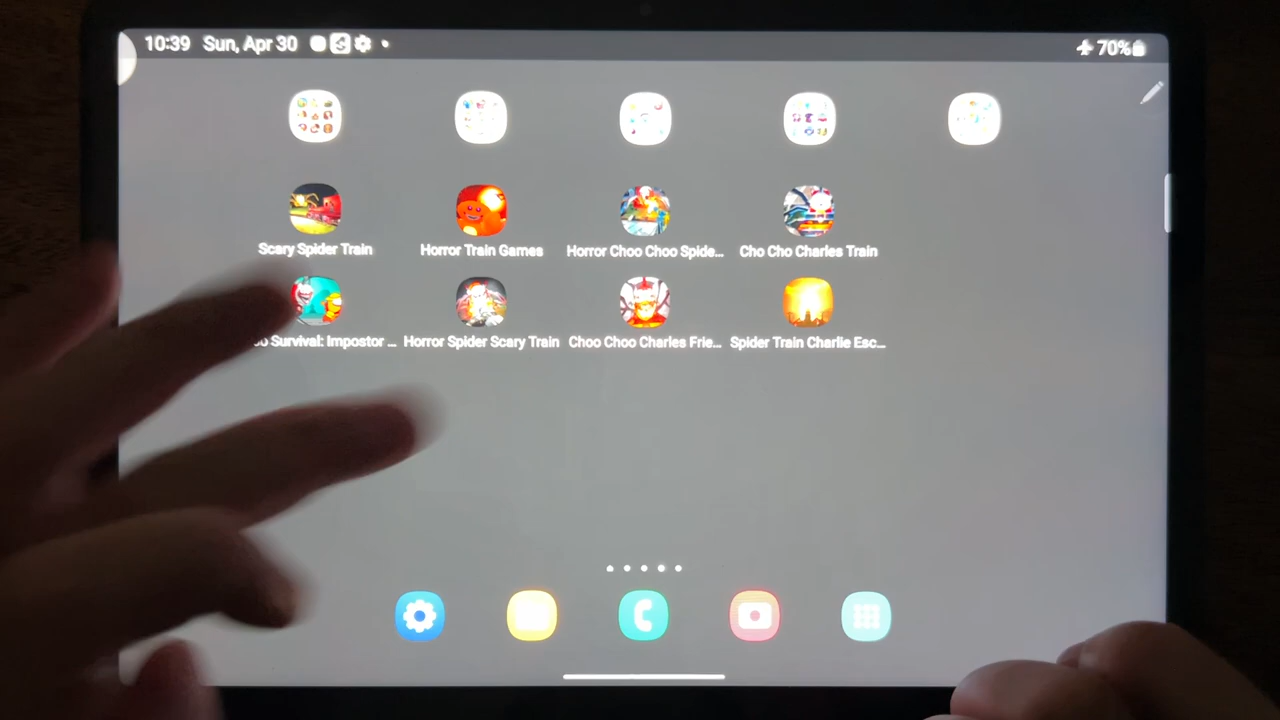 10:39 Sun, Apr 30
70%
Scary Spider Train
Horror Train Games
Horror Choo Choo Spide...
Cho Cho Charles Train
Survival: Impostor ...
Horror Spider Scary Train
Choo Choo Charles Frie...
Spider Train Charlie Esc...